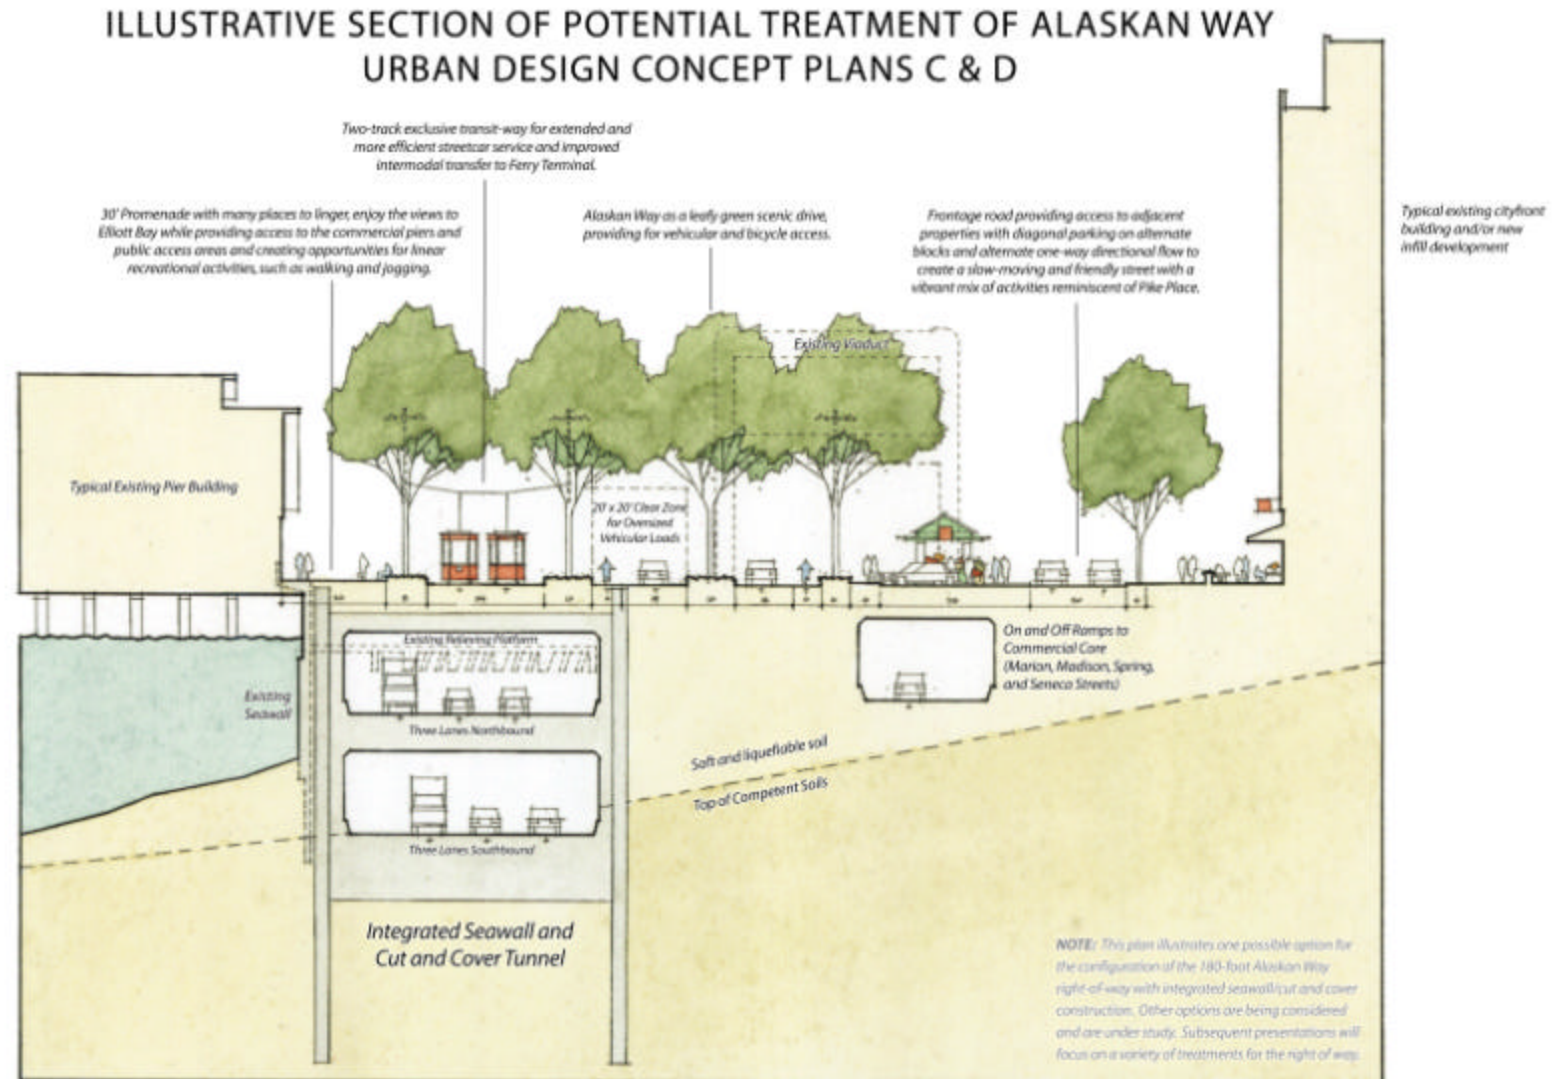 ILLUSTRATIVE SECTION OF POTENTIAL TREATMENT OF ALASKAN WAY
URBAN DESIGN CONCEPT PLANS C & D
Two-track exclusive transit-way for extended and
more efficient streetcar service and improved
intermodal transfer to Ferry Terminal.
30' Promenade with many places to linger, enjoy the views to
Elliott Bay while providing access to the commercial piers and
public access areas and creating opportunities for linear
recreational activities, such as walking and jogging.
Alaskan Way as a leafy green scenic drive,
providing for vehicular and bicycle access.
Frontage road providing access to adjacent
properties with diagonal parking on alternate
blocks and alternate one-way directional flow to
create a slow-moving and friendly street with a
vibrant mix of activities reminiscent of Pike Place.
Typical existing cityfront
building and/or new
infill development
Existing Viaduct
Typical Existing Pier Building
20' x 20' Clear Zone
for Oversized
Vehicular Loads
Existing Relieving Platform
On and Off Ramps to
Commercial Core
(Marion, Madison, Spring,
and Seneca Streets)
Existing
Seawall
Three Lanes Northbound
Soft and liquefiable soil
Top of Competent Soils
Three Lanes Southbound
Integrated Seawall and
Cut and Cover Tunnel
NOTE: This plan illustrates one possible option for
the configuration of the 180-foot Alaskan Way
right-of-way with integrated seawall/cut and cover
construction. Other options are being considered
and are under study. Subsequent presentations will
focus on a variety of treatments for the right of way.